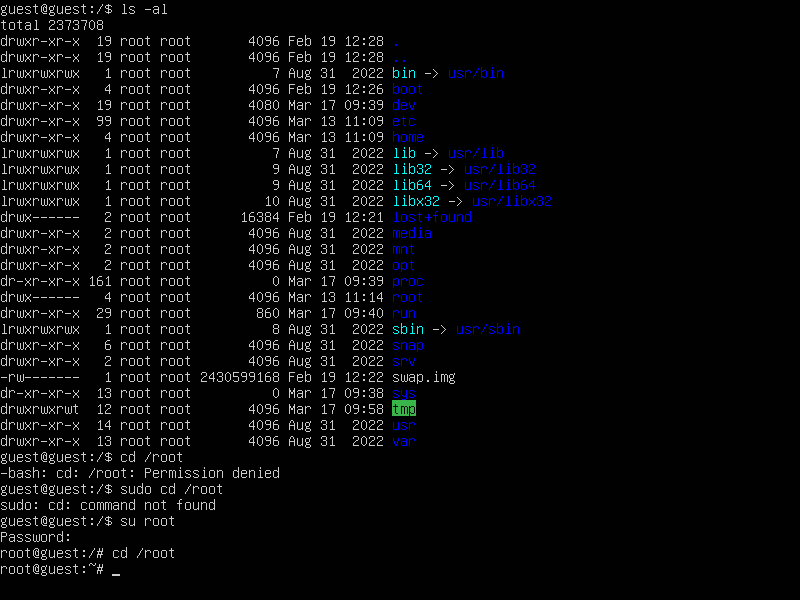 guest@guest:/$ ls -al
total 2373708
drwxr-xr-x  19 root root       4096 Feb 19 12:28 .
drwxr-xr-x  19 root root       4096 Feb 19 12:28 ..
lrwxrwxrwx   1 root root          7 Aug 31  2022 bin -> usr/bin
drwxr-xr-x   4 root root       4096 Feb 19 12:26 boot
drwxr-xr-x  19 root root       4080 Mar 17 09:39 dev
drwxr-xr-x  99 root root       4096 Mar 13 11:09 etc
drwxr-xr-x   4 root root       4096 Mar 13 11:09 home
lrwxrwxrwx   1 root root          7 Aug 31  2022 lib -> usr/lib
lrwxrwxrwx   1 root root          9 Aug 31  2022 lib32 -> usr/lib32
lrwxrwxrwx   1 root root          9 Aug 31  2022 lib64 -> usr/lib64
lrwxrwxrwx   1 root root         10 Aug 31  2022 libx32 -> usr/libx32
drwx------   2 root root      16384 Feb 19 12:21 lost+found
drwxr-xr-x   2 root root       4096 Aug 31  2022 media
drwxr-xr-x   2 root root       4096 Aug 31  2022 mnt
drwxr-xr-x   2 root root       4096 Aug 31  2022 opt
dr-xr-xr-x 161 root root          0 Mar 17 09:39 proc
drwx------   4 root root       4096 Mar 13 11:14 root
drwxr-xr-x  29 root root        860 Mar 17 09:40 run
lrwxrwxrwx   1 root root          8 Aug 31  2022 sbin -> usr/sbin
drwxr-xr-x   6 root root       4096 Aug 31  2022 snap
drwxr-xr-x   2 root root       4096 Aug 31  2022 srv
-rw-------   1 root root 2430599168 Feb 19 12:22 swap.img
dr-xr-xr-x  13 root root          0 Mar 17 09:38 sys
drwxrwxrwt  12 root root       4096 Mar 17 09:58 tmp
drwxr-xr-x  14 root root       4096 Aug 31  2022 usr
drwxr-xr-x  13 root root       4096 Aug 31  2022 var
guest@guest:/$ cd /root
-bash: cd: /root: Permission denied
guest@guest:/$ sudo cd /root
sudo: cd: command not found
guest@guest:/$ su root
Password:
root@guest:/# cd /root
root@guest:~# _